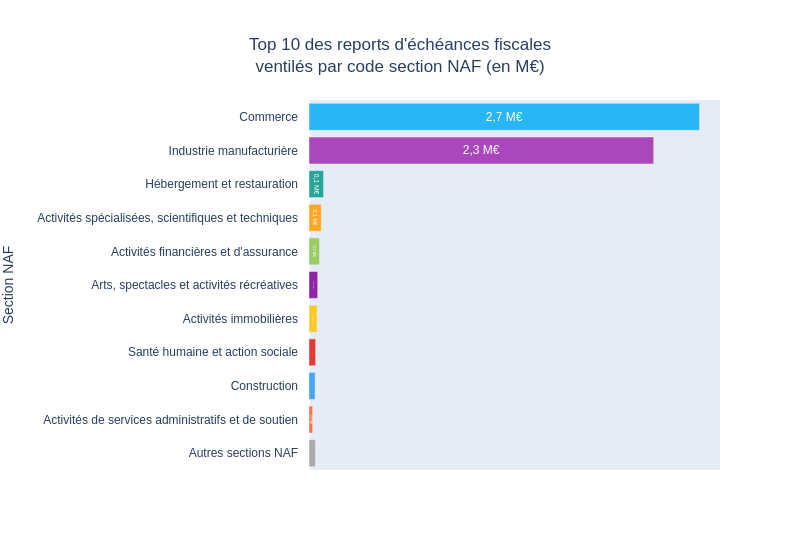 Top 10 des reports d'échéances fiscales
ventilés par code section NAF (en M€)
Section NAF
Commerce
2,7 M€
Industrie manufacturière
2,3 M€
Hébergement et restauration
0,1 M€
Activités spécialisées, scientifiques et techniques
0,1 M€
Activités financières et d'assurance
Arts, spectacles et activités récréatives
Activités immobilières
Santé humaine et action sociale
Construction
Activités de services administratifs et de soutien
Autres sections NAF